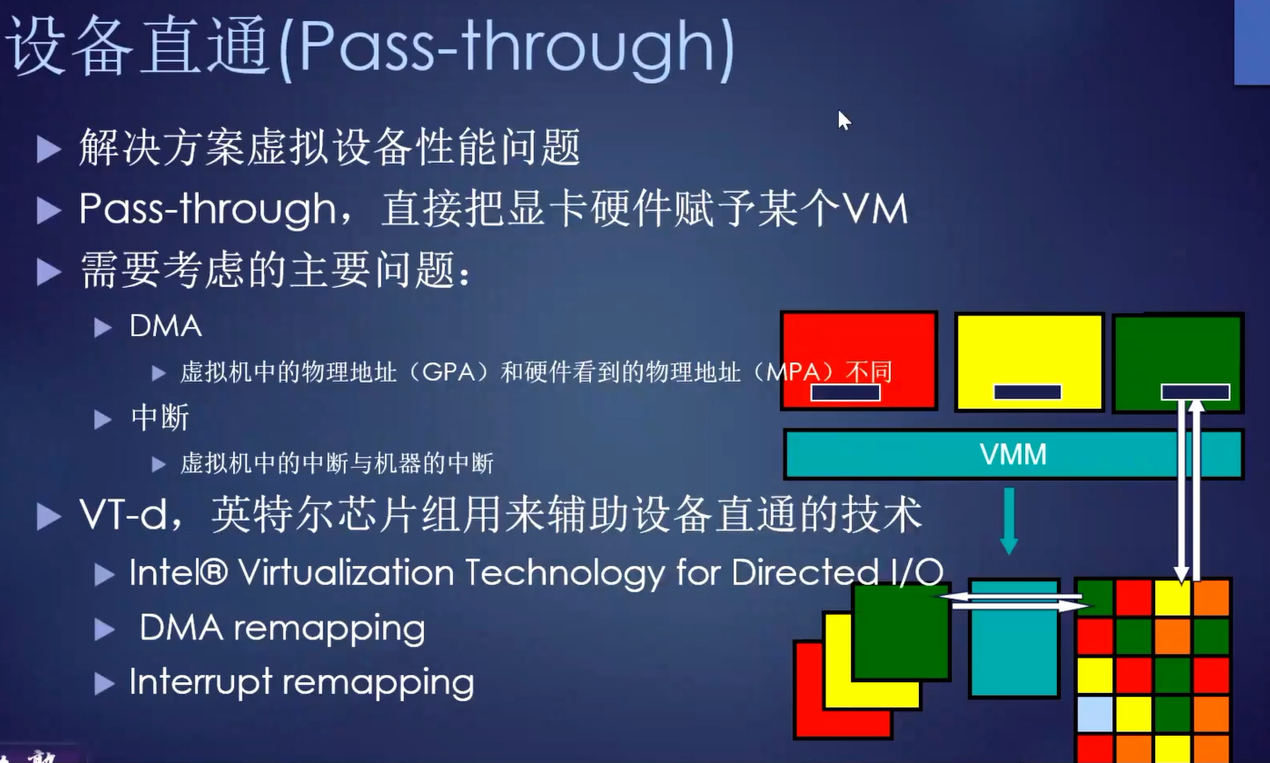 设备直通(Pass-through)
解决方案虚拟设备性能问题
Pass-through，直接把显卡硬件赋予某个VM
需要考虑的主要问题：
DMA
虚拟机中的物理地址（GPA）和硬件看到的物理地址（MPA）不同
中断
虚拟机中的中断与机器的中断
VMM
VT-d，英特尔芯片组用来辅助设备直通的技术
Intel® Virtualization Technology for Directed I/O
DMA remapping
Interrupt remapping